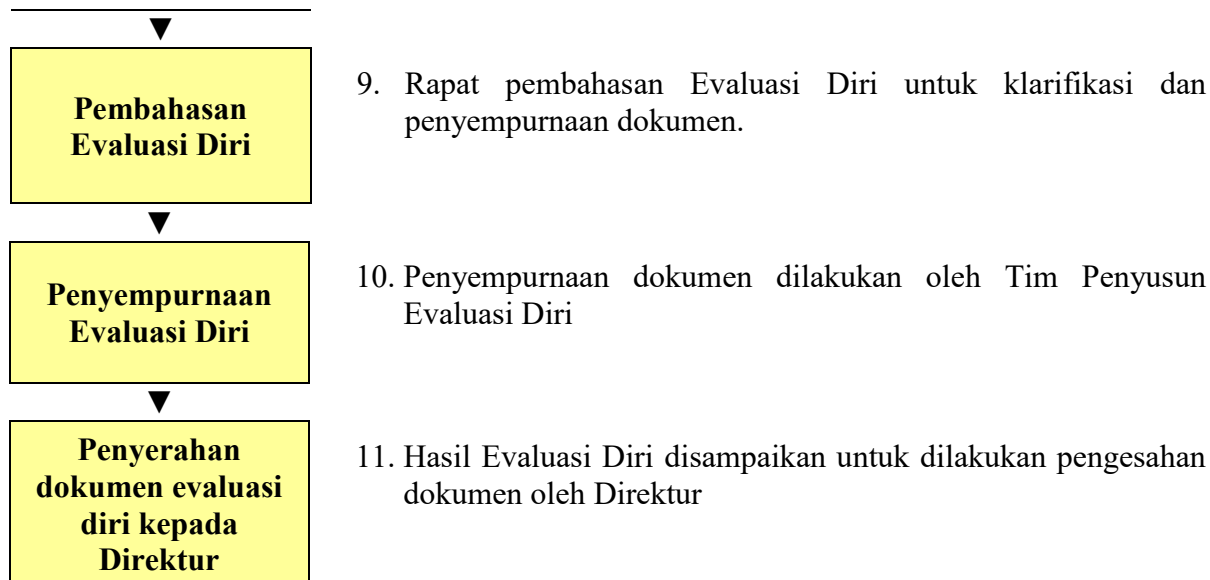 ▼
Pembahasan
Evaluasi Diri
9. Rapat pembahasan Evaluasi Diri untuk klarifikasi dan
penyempurnaan dokumen.
▼
Penyempurnaan
Evaluasi Diri
10. Penyempurnaan dokumen dilakukan oleh Tim Penyusun
Evaluasi Diri
▼
Penyerahan
dokumen evaluasi
diri kepada
Direktur
11. Hasil Evaluasi Diri disampaikan untuk dilakukan pengesahan
dokumen oleh Direktur